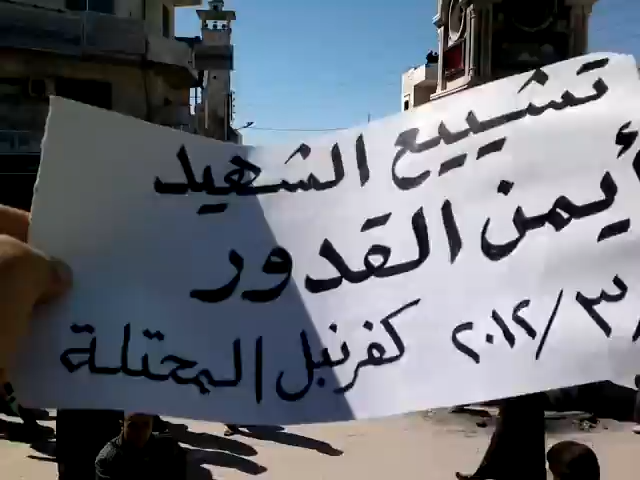 تشييع الشهيد
أيمن القدور
/٣/٢٠١٢ كفرنبل المحتلة